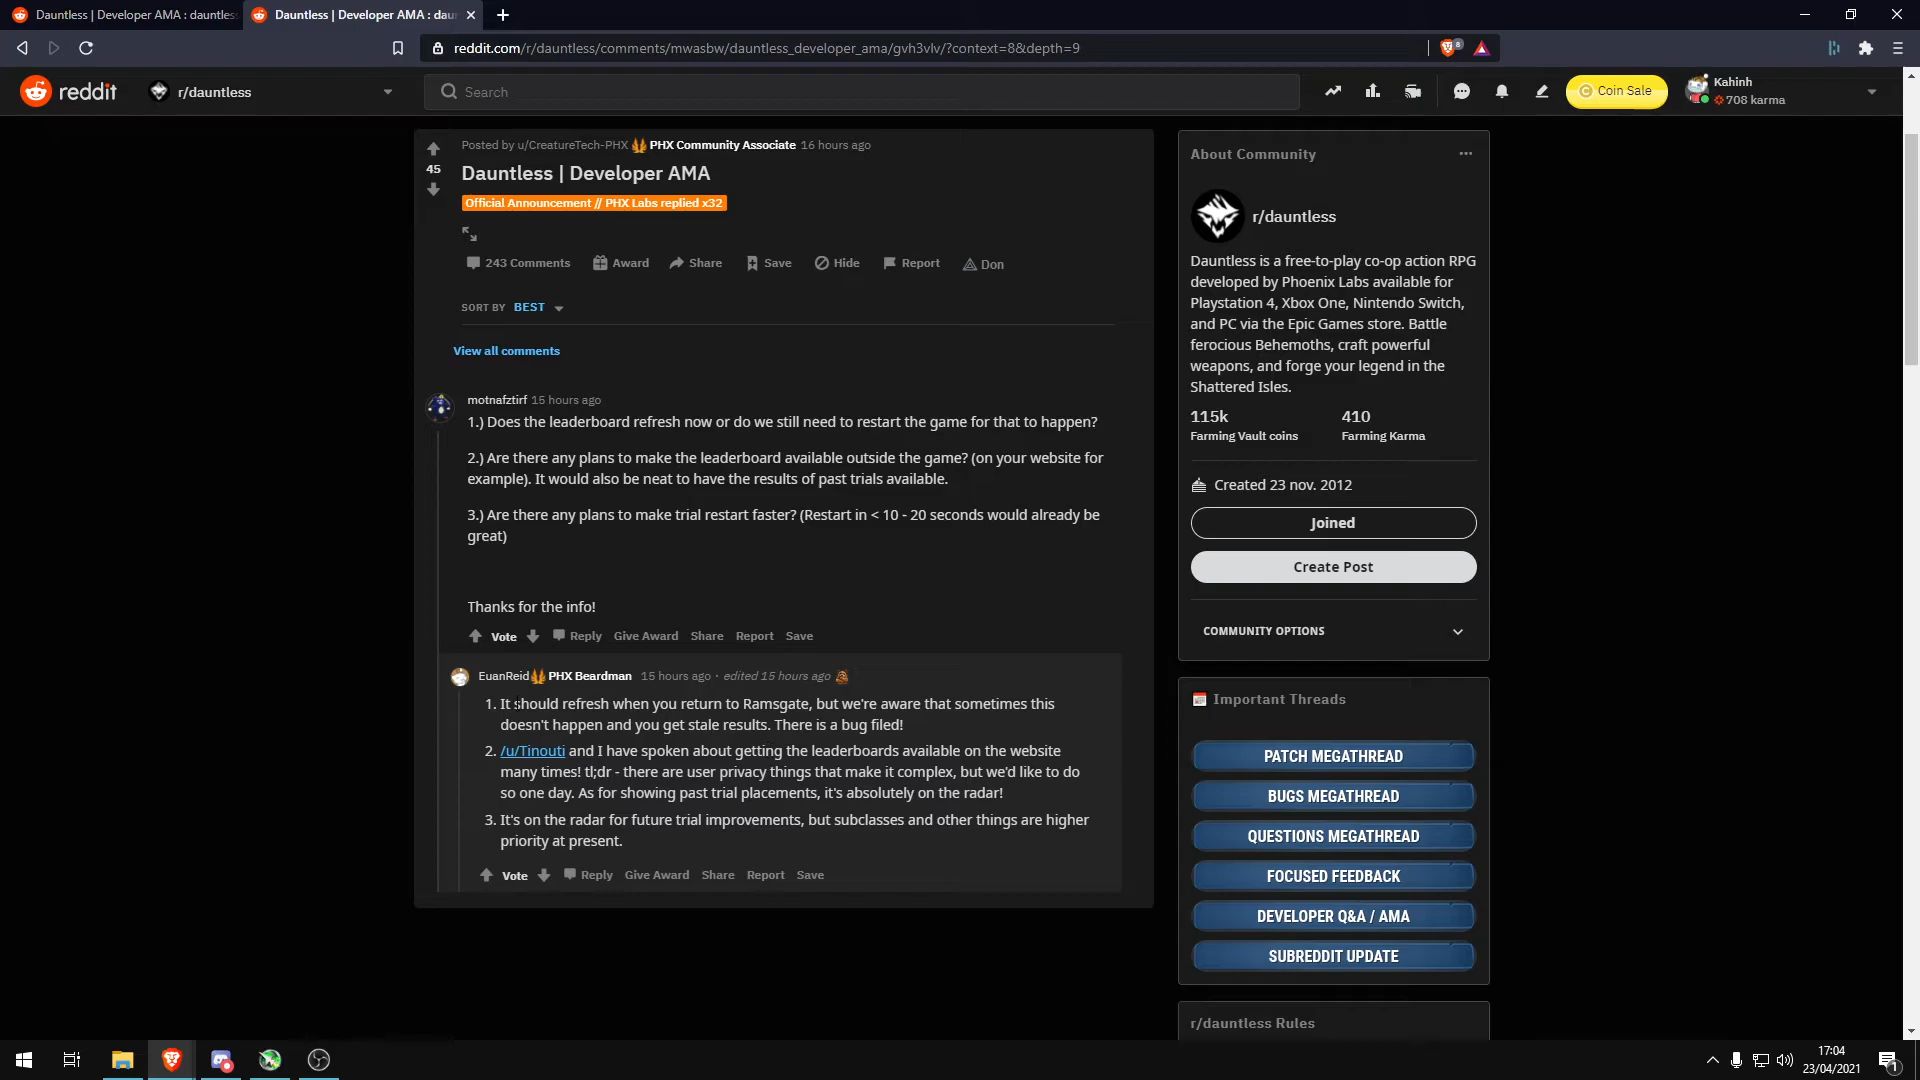 Dauntless | Developer AMA : dauntless
Dauntless | Developer AMA : dau
reddit.com/r/dauntless/comments/mwasbw/dauntless_developer_ama/gvh3vlv/?context=8&depth=9
8
reddit
r/dauntless
Search
Coin Sale
Kahinh
708 karma
Posted by u/CreatureTech-PHX PHX Community Associate 16 hours ago
45
Dauntless | Developer AMA
Official Announcement // PHX Labs replied x32
243 Comments Award Share Save Hide Report Don
SORT BY BEST
View all comments
motnafztirf 15 hours ago
1.) Does the leaderboard refresh now or do we still need to restart the game for that to happen?
2.) Are there any plans to make the leaderboard available outside the game? (on your website for
example). It would also be neat to have the results of past trials available.
3.) Are there any plans to make trial restart faster? (Restart in < 10 - 20 seconds would already be
great)
Thanks for the info!
Vote Reply Give Award Share Report Save
EuanReid PHX Beardman 15 hours ago · edited 15 hours ago
1. It should refresh when you return to Ramsgate, but we're aware that sometimes this
doesn't happen and you get stale results. There is a bug filed!
2. /u/Tinouti and I have spoken about getting the leaderboards available on the website
many times! tl;dr - there are user privacy things that make it complex, but we'd like to do
so one day. As for showing past trial placements, it's absolutely on the radar!
3. It's on the radar for future trial improvements, but subclasses and other things are higher
priority at present.
Vote Reply Give Award Share Report Save
About Community
r/dauntless
Dauntless is a free-to-play co-op action RPG
developed by Phoenix Labs available for
Playstation 4, Xbox One, Nintendo Switch,
and PC via the Epic Games store. Battle
ferocious Behemoths, craft powerful
weapons, and forge your legend in the
Shattered Isles.
115k 410
Farming Vault coins Farming Karma
Created 23 nov. 2012
Joined
Create Post
COMMUNITY OPTIONS
Important Threads
PATCH MEGATHREAD
BUGS MEGATHREAD
QUESTIONS MEGATHREAD
FOCUSED FEEDBACK
DEVELOPER Q&A / AMA
SUBREDDIT UPDATE
r/dauntless Rules
17:04
23/04/2021
1